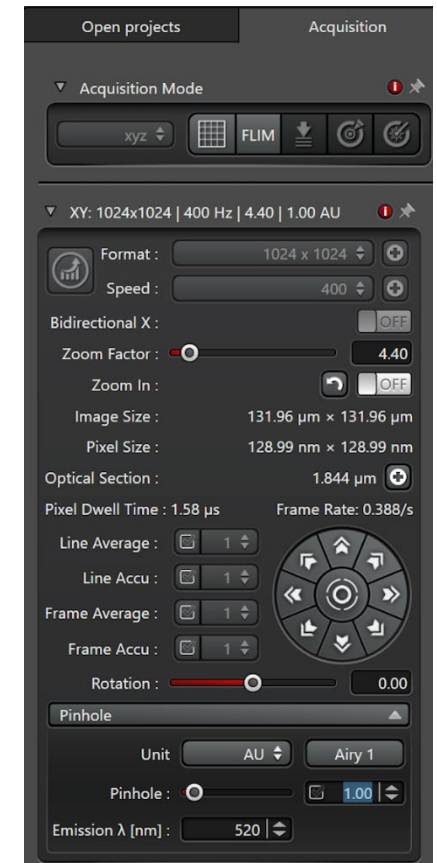 Open projects Acquisition
Acquisition Mode
xyz FLIM
XY: 1024x1024 | 400 Hz | 4.40 | 1.00 AU
Format : 1024 x 1024
Speed : 400
Bidirectional X : OFF
Zoom Factor : 4.40
Zoom In : OFF
Image Size : 131.96 µm × 131.96 µm
Pixel Size : 128.99 nm × 128.99 nm
Optical Section : 1.844 µm
Pixel Dwell Time : 1.58 µs Frame Rate: 0.388/s
Line Average : 1
Line Accu : 1
Frame Average : 1
Frame Accu : 1
Rotation : 0.00
Pinhole
Unit AU Airy 1
Pinhole : 1.00
Emission λ [nm] : 520